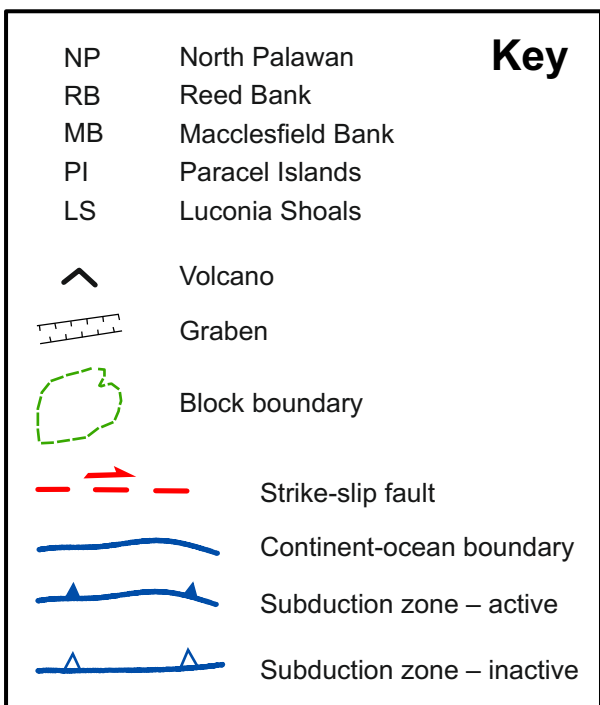 Key
NP North Palawan
RB Reed Bank
MB Macclesfield Bank
PI Paracel Islands
LS Luconia Shoals
Volcano
Graben
Block boundary
Strike-slip fault
Continent-ocean boundary
Subduction zone – active
Subduction zone – inactive